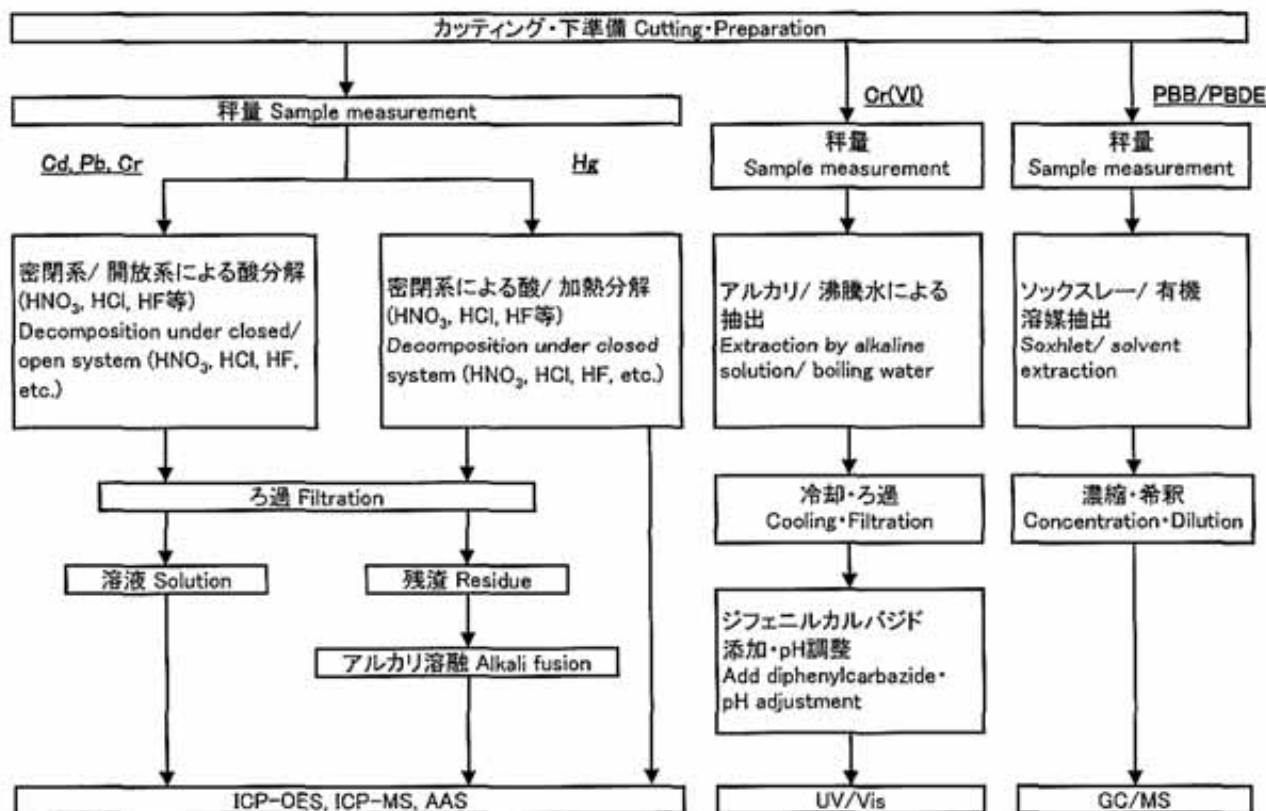 カッティング・下準備 Cutting・Preparation
秤量 Sample measurement
Cr(VI)
PBB/PBDE
Cd, Pb, Cr
Hg
秤量
Sample measurement
秤量
Sample measurement
密閉系/ 開放系による酸分解
(HNO₃, HCl, HF等)
Decomposition under closed/
open system (HNO₃, HCl, HF,
etc.)
密閉系による酸/ 加熱分解
(HNO₃, HCl, HF等)
Decomposition under closed
system (HNO₃, HCl, HF, etc.)
アルカリ/ 沸騰水による
抽出
Extraction by alkaline
solution/ boiling water
ソックスレー/ 有機
溶媒抽出
Soxhlet/ solvent
extraction
ろ過 Filtration
冷却・ろ過
Cooling・Filtration
濃縮・希釈
Concentration・Dilution
溶液 Solution
残渣 Residue
アルカリ溶融 Alkali fusion
ジフェニルカルバジド
添加・pH調整
Add diphenylcarbazide・
pH adjustment
ICP-OES, ICP-MS, AAS
UV/Vis
GC/MS